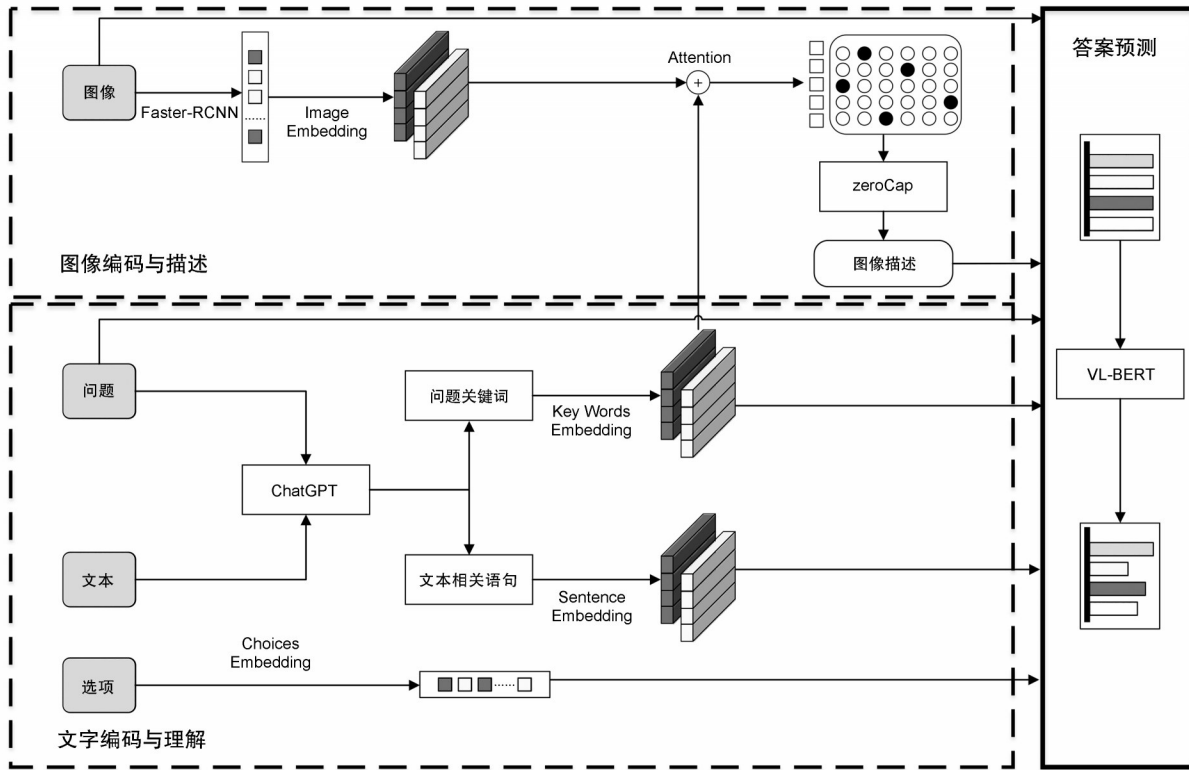 答案预测
图像
Faster-RCNN
......
Image
Embedding
Attention
+
zeroCap
图像描述
图像编码与描述
VL-BERT
问题
问题关键词
Key Words
Embedding
ChatGPT
文本
文本相关语句
Sentence
Embedding
Choices
Embedding
选项
......
文字编码与理解